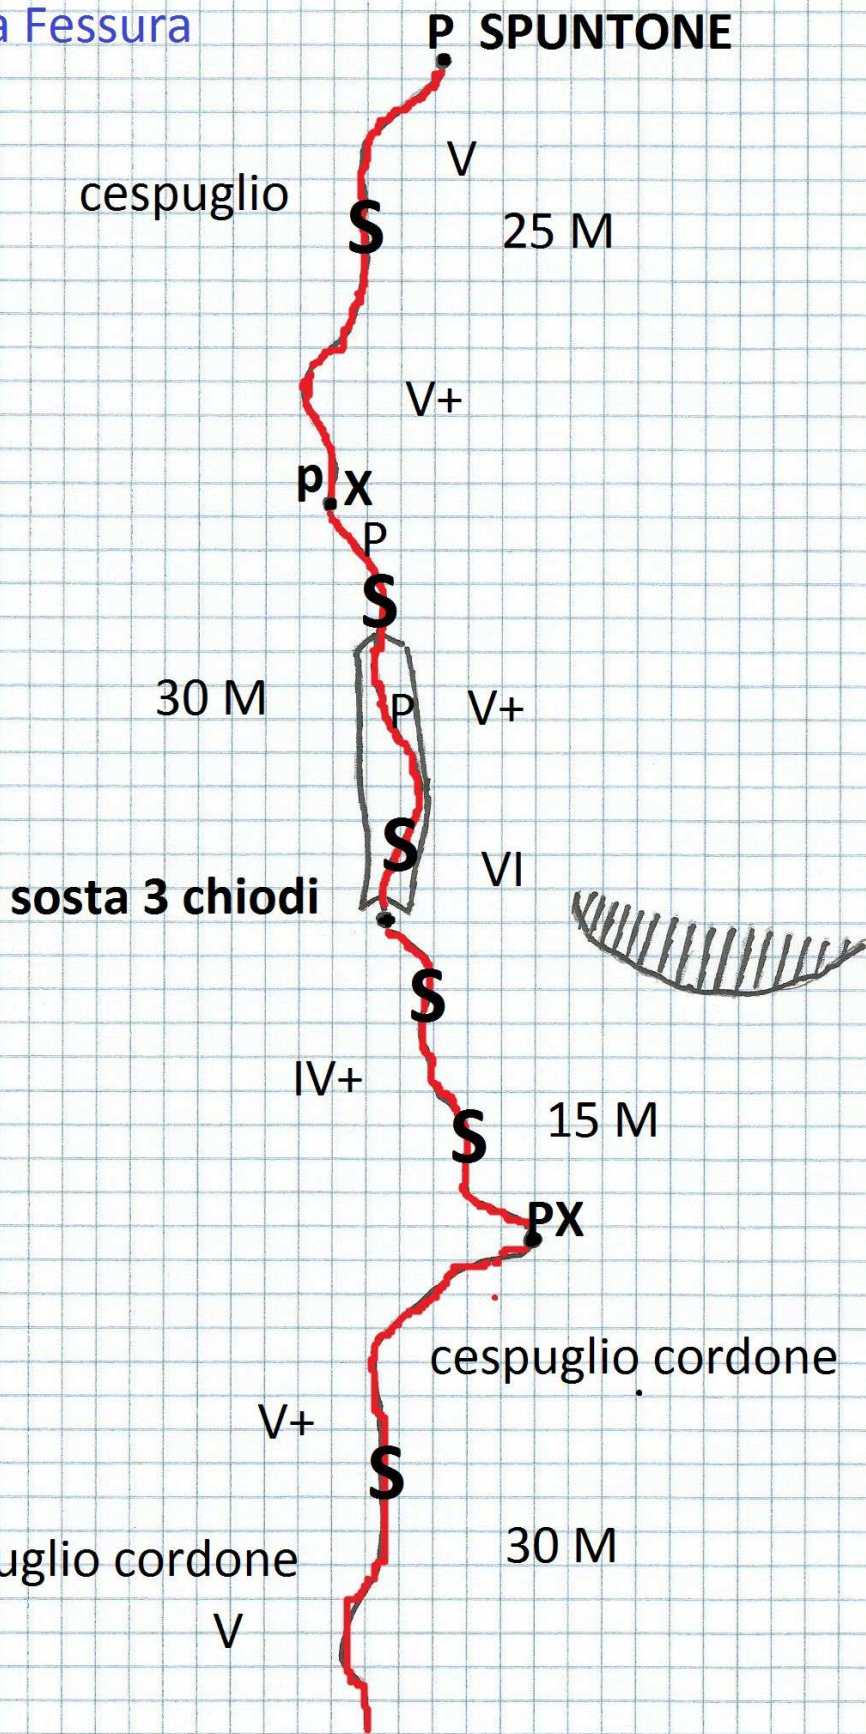 a Fessura
P SPUNTONE
V
cespuglio
S
25 M
V+
p X
P
S
30 M
P
V+
S
VI
sosta 3 chiodi
S
IV+
15 M
S
PX
cespuglio cordone
V+
S
30 M
uglio cordone
V